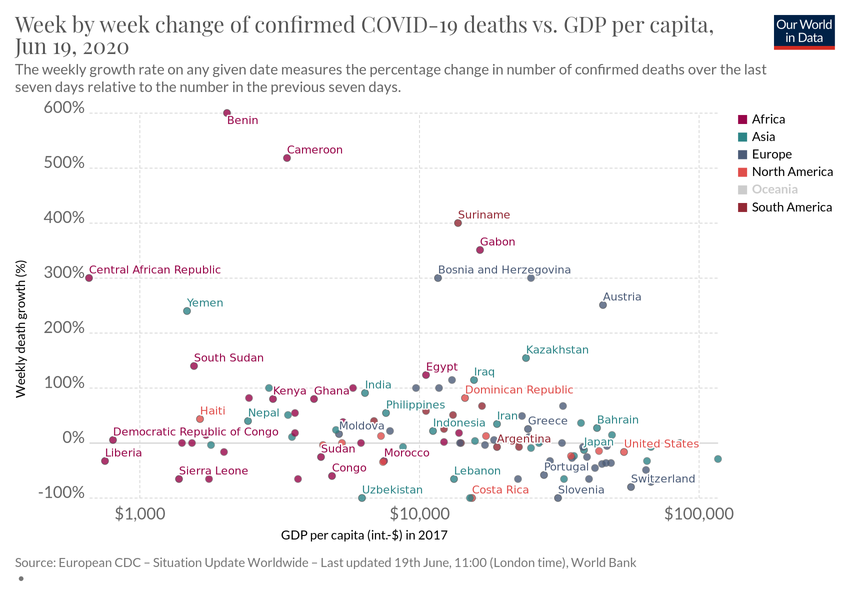 Week by week change of confirmed COVID-19 deaths vs. GDP per capita,
Jun 19, 2020
Our World
in Data
The weekly growth rate on any given date measures the percentage change in number of confirmed deaths over the last
seven days relative to the number in the previous seven days.
600%
Benin
Africa
Asia
Europe
North America
Oceania
South America
Cameroon
500%
400%
Suriname
Gabon
300%
Central African Republic
Bosnia and Herzegovina
Austria
Yemen
200%
Kazakhstan
South Sudan
Egypt
Iraq
100%
Kenya
Ghana
India
Dominican Republic
Haiti
Nepal
Philippines
Democratic Republic of Congo
Moldova
Indonesia
Iran
Greece
Bahrain
0%
Argentina
Japan
United States
Liberia
Sudan
Morocco
Sierra Leone
Congo
Lebanon
Portugal
Switzerland
-100%
Uzbekistan
Costa Rica
Slovenia
Weekly death growth (%)
$1,000
$10,000
$100,000
GDP per capita (int.-$) in 2017
Source: European CDC – Situation Update Worldwide – Last updated 19th June, 11:00 (London time), World Bank